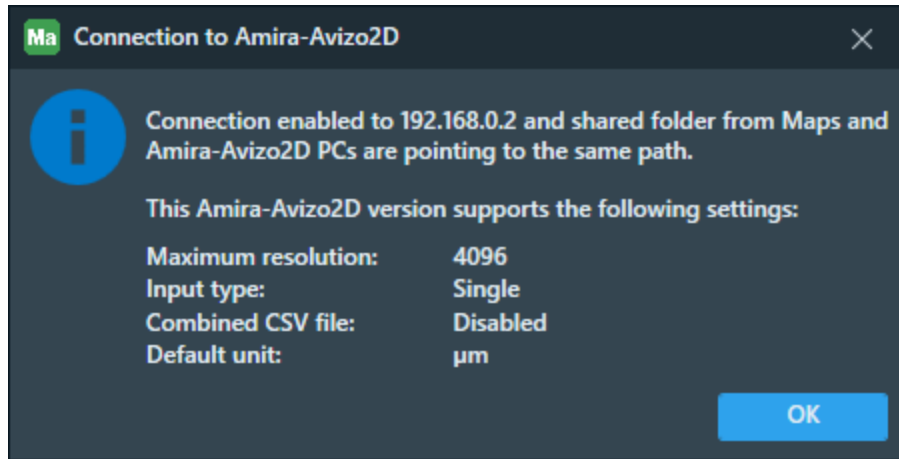 Ma Connection to Amira-Avizo2D
Connection enabled to 192.168.0.2 and shared folder from Maps and
Amira-Avizo2D PCs are pointing to the same path.
This Amira-Avizo2D version supports the following settings:
Maximum resolution: 4096
Input type: Single
Combined CSV file: Disabled
Default unit: µm
OK